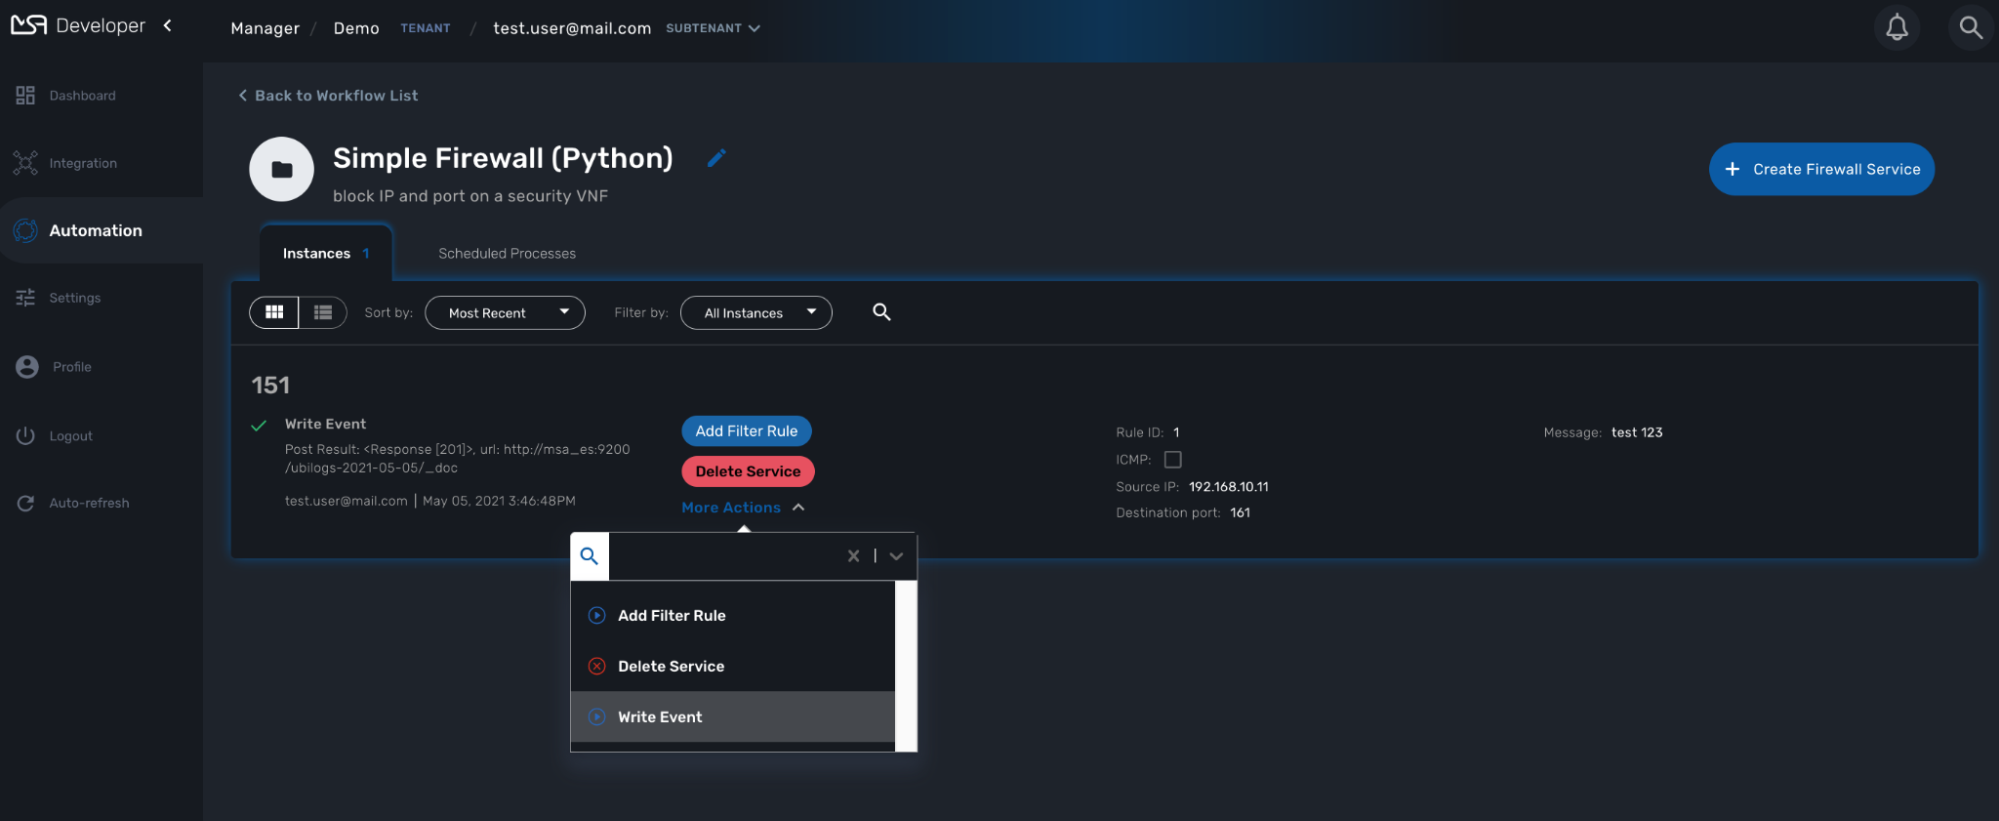 MSA Developer
Manager / Demo TENANT / test.user@mail.com SUBTENANT
Dashboard
Integration
Automation
Settings
Profile
Logout
Auto-refresh
Back to Workflow List
Simple Firewall (Python)
block IP and port on a security VNF
+ Create Firewall Service
Instances 1
Scheduled Processes
Sort by: Most Recent
Filter by: All Instances
151
Write Event
Post Result: <Response [201]>, url: http://msa_es:9200
/ubilogs-2021-05-05/_doc
test.user@mail.com | May 05, 2021 3:46:48PM
Add Filter Rule
Delete Service
More Actions
Rule ID: 1
ICMP:
Source IP: 192.168.10.11
Destination port: 161
Message: test 123
X |
Add Filter Rule
Delete Service
Write Event